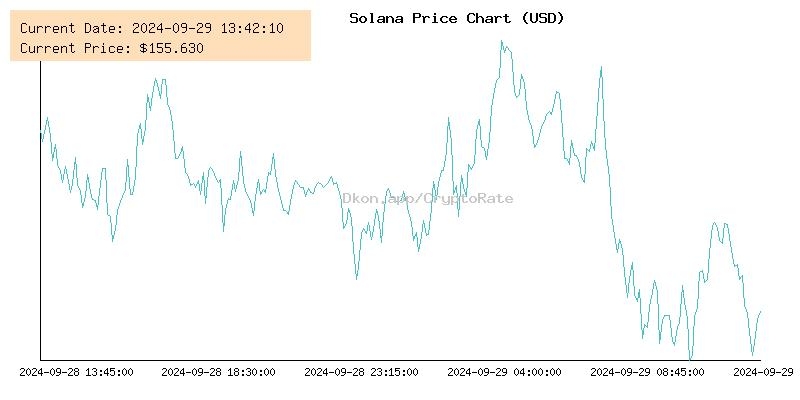 Solana Price Chart (USD)
Current Date: 2024-09-29 13:42:10
Current Price: $155.630
Dkon.app/CryptoRate
2024-09-28 13:45:00 2024-09-28 18:30:00 2024-09-28 23:15:00 2024-09-29 04:00:00 2024-09-29 08:45:00 2024-09-29